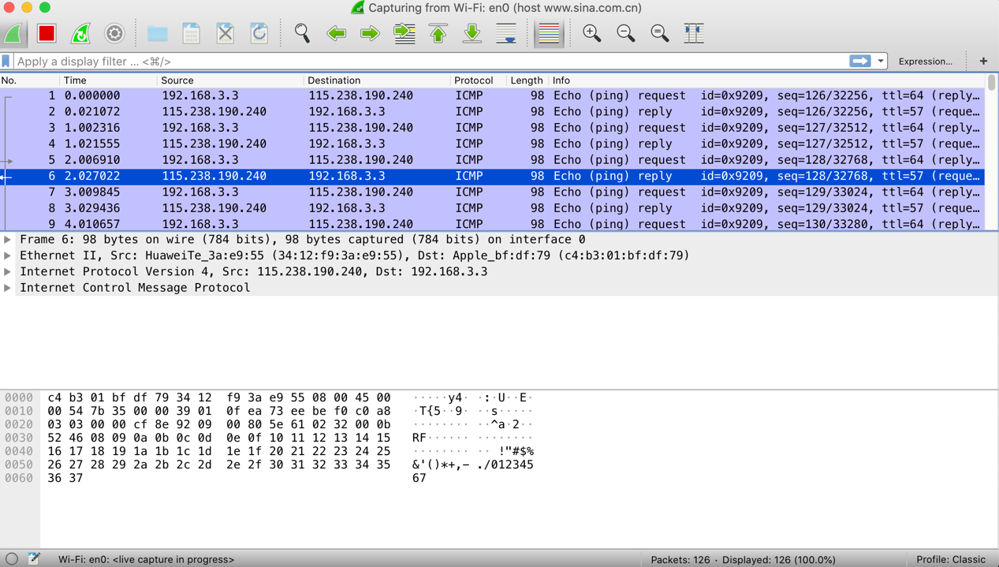 Capturing from Wi-Fi: en0 (host www.sina.com.cn)
Apply a display filter ... <⌘/>
Expression...
+
No. Time Source Destination Protocol Length Info
1 0.000000 192.168.3.3 115.238.190.240 ICMP 98 Echo (ping) request id=0x9209, seq=126/32256, ttl=64 (reply…
2 0.021072 115.238.190.240 192.168.3.3 ICMP 98 Echo (ping) reply id=0x9209, seq=126/32256, ttl=57 (reque…
3 1.002316 192.168.3.3 115.238.190.240 ICMP 98 Echo (ping) request id=0x9209, seq=127/32512, ttl=64 (reply…
4 1.021555 115.238.190.240 192.168.3.3 ICMP 98 Echo (ping) reply id=0x9209, seq=127/32512, ttl=57 (reque…
5 2.006910 192.168.3.3 115.238.190.240 ICMP 98 Echo (ping) request id=0x9209, seq=128/32768, ttl=64 (reply…
6 2.027022 115.238.190.240 192.168.3.3 ICMP 98 Echo (ping) reply id=0x9209, seq=128/32768, ttl=57 (reque…
7 3.009845 192.168.3.3 115.238.190.240 ICMP 98 Echo (ping) request id=0x9209, seq=129/33024, ttl=64 (reply…
8 3.029436 115.238.190.240 192.168.3.3 ICMP 98 Echo (ping) reply id=0x9209, seq=129/33024, ttl=57 (reque…
9 4.010657 192.168.3.3 115.238.190.240 ICMP 98 Echo (ping) request id=0x9209, seq=130/33280, ttl=64 (reply…
Frame 6: 98 bytes on wire (784 bits), 98 bytes captured (784 bits) on interface 0
Ethernet II, Src: HuaweiTe_3a:e9:55 (34:12:f9:3a:e9:55), Dst: Apple_bf:df:79 (c4:b3:01:bf:df:79)
Internet Protocol Version 4, Src: 115.238.190.240, Dst: 192.168.3.3
Internet Control Message Protocol
0000 c4 b3 01 bf df 79 34 12 f9 3a e9 55 08 00 45 00 ·····y4· ·:·U··E·
0010 00 54 7b 35 00 00 39 01 0f ea 73 ee be f0 c0 a8 ·T{5··9· ··s·····
0020 03 03 00 00 cf 8e 92 09 00 80 5e 61 02 32 00 0b ········ ··^a·2··
0030 52 46 08 09 0a 0b 0c 0d 0e 0f 10 11 12 13 14 15 RF······ ········
0040 16 17 18 19 1a 1b 1c 1d 1e 1f 20 21 22 23 24 25 ········ ·· !"#$%
0050 26 27 28 29 2a 2b 2c 2d 2e 2f 30 31 32 33 34 35 &'()*+,- ./012345
0060 36 37 67
Wi-Fi: en0: <live capture in progress>
Packets: 126 · Displayed: 126 (100.0%)
Profile: Classic